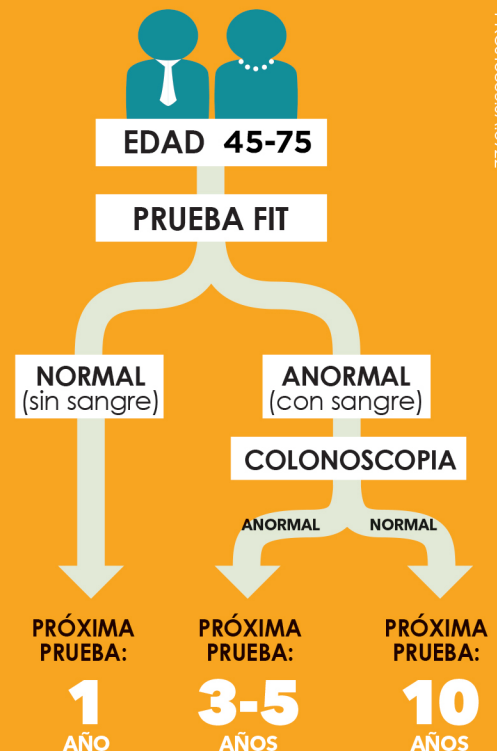 EDAD 45-75
PRUEBA FIT
NORMAL
(sin sangre)
ANORMAL
(con sangre)
COLONOSCOPIA
ANORMAL
NORMAL
PRÓXIMA
PRUEBA:
1
AÑO
PRÓXIMA
PRUEBA:
3-5
AÑOS
PRÓXIMA
PRUEBA:
10
AÑOS